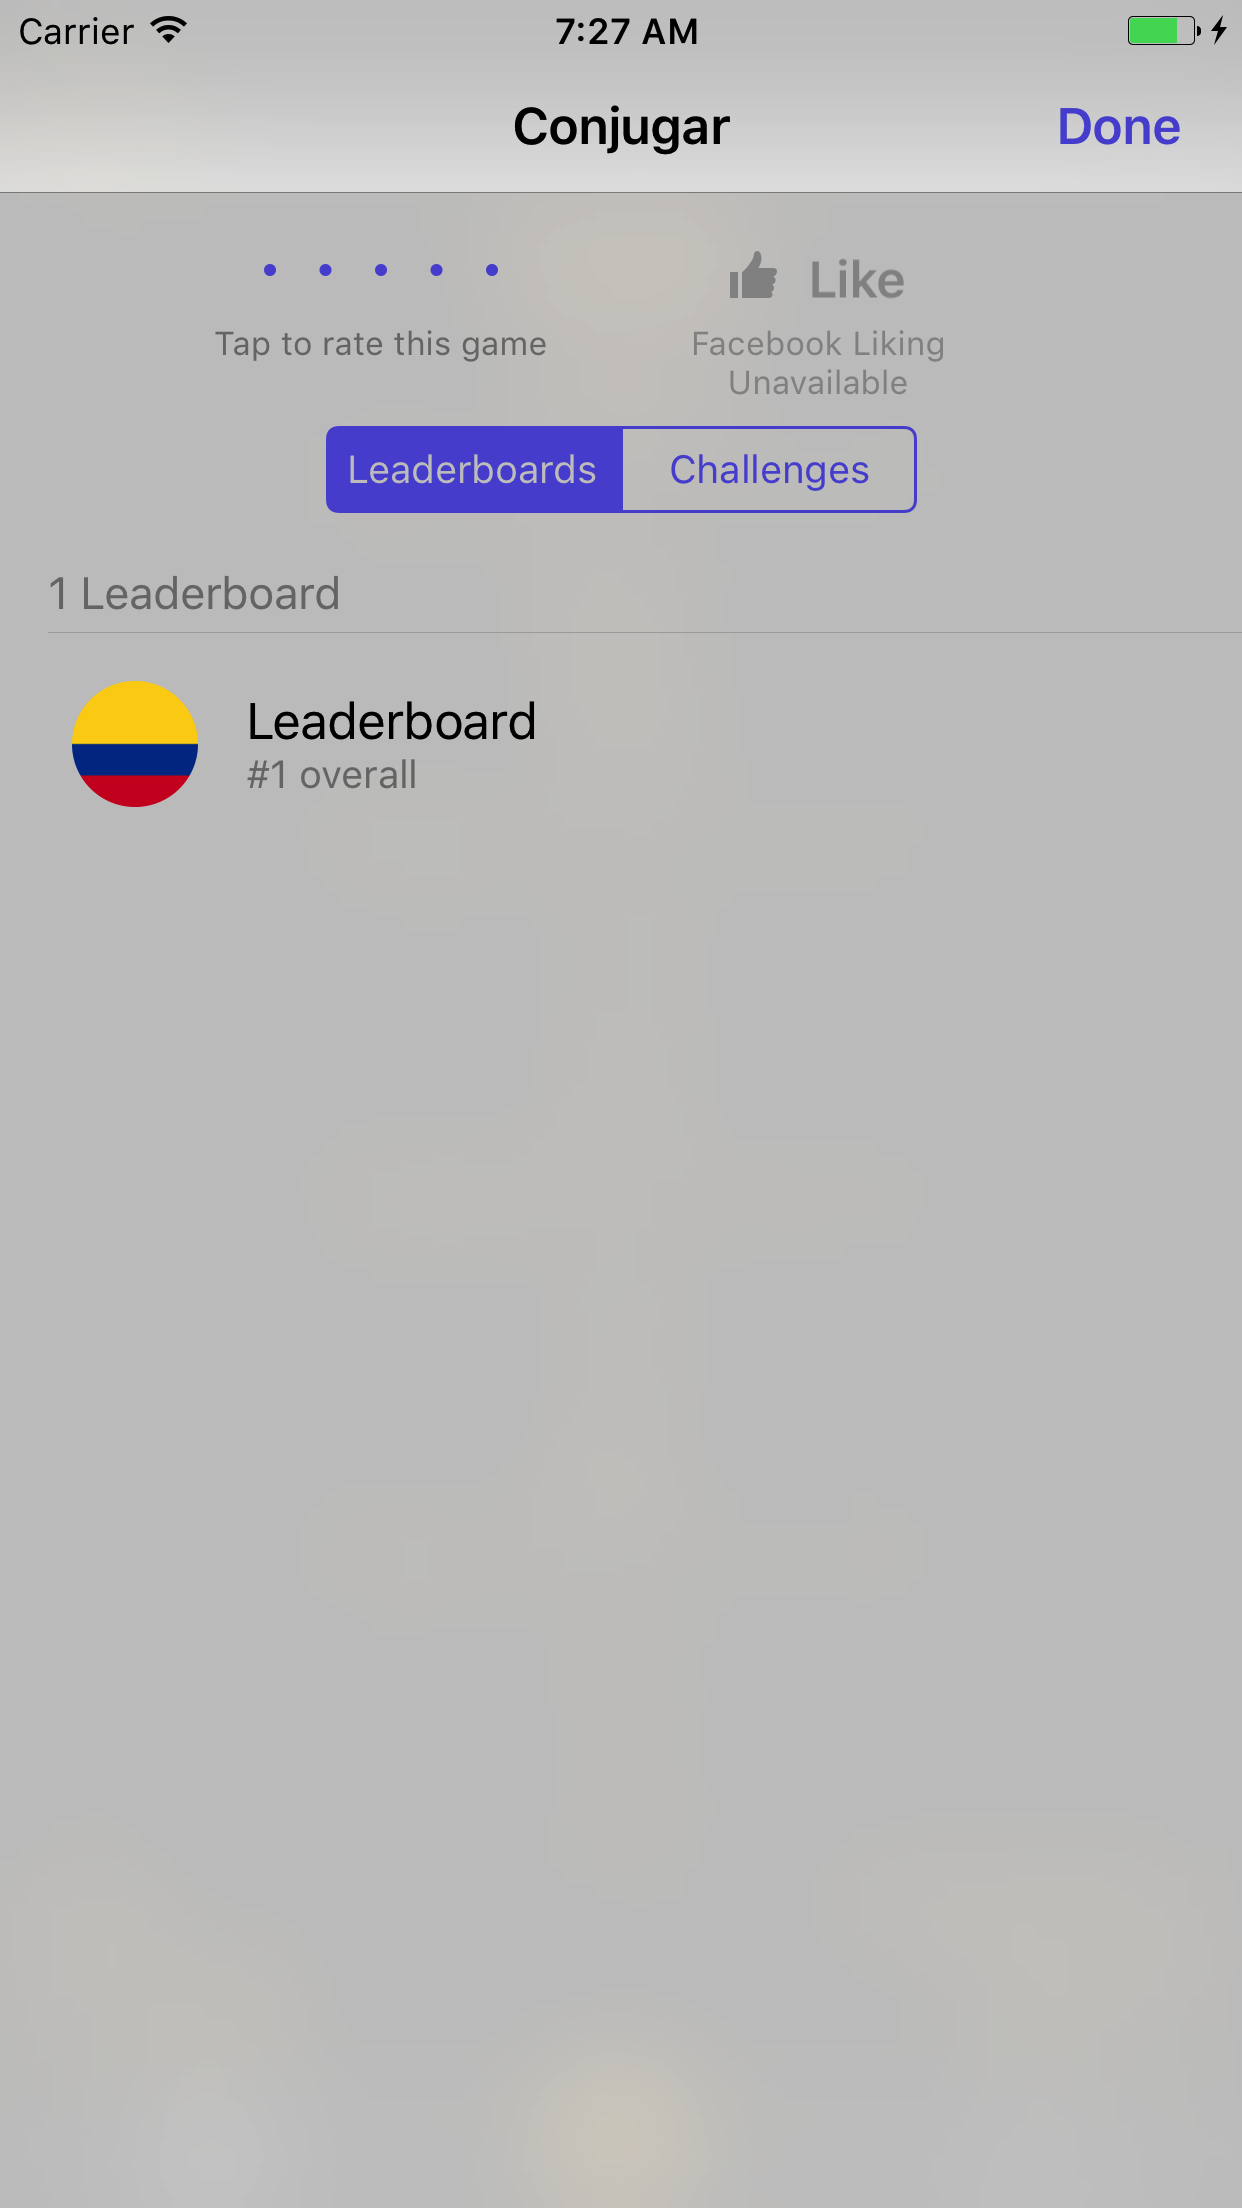 Carrier 7:27 AM
Conjugar Done
Like
Tap to rate this game
Facebook Liking
Unavailable
Leaderboards Challenges
1 Leaderboard
Leaderboard
#1 overall